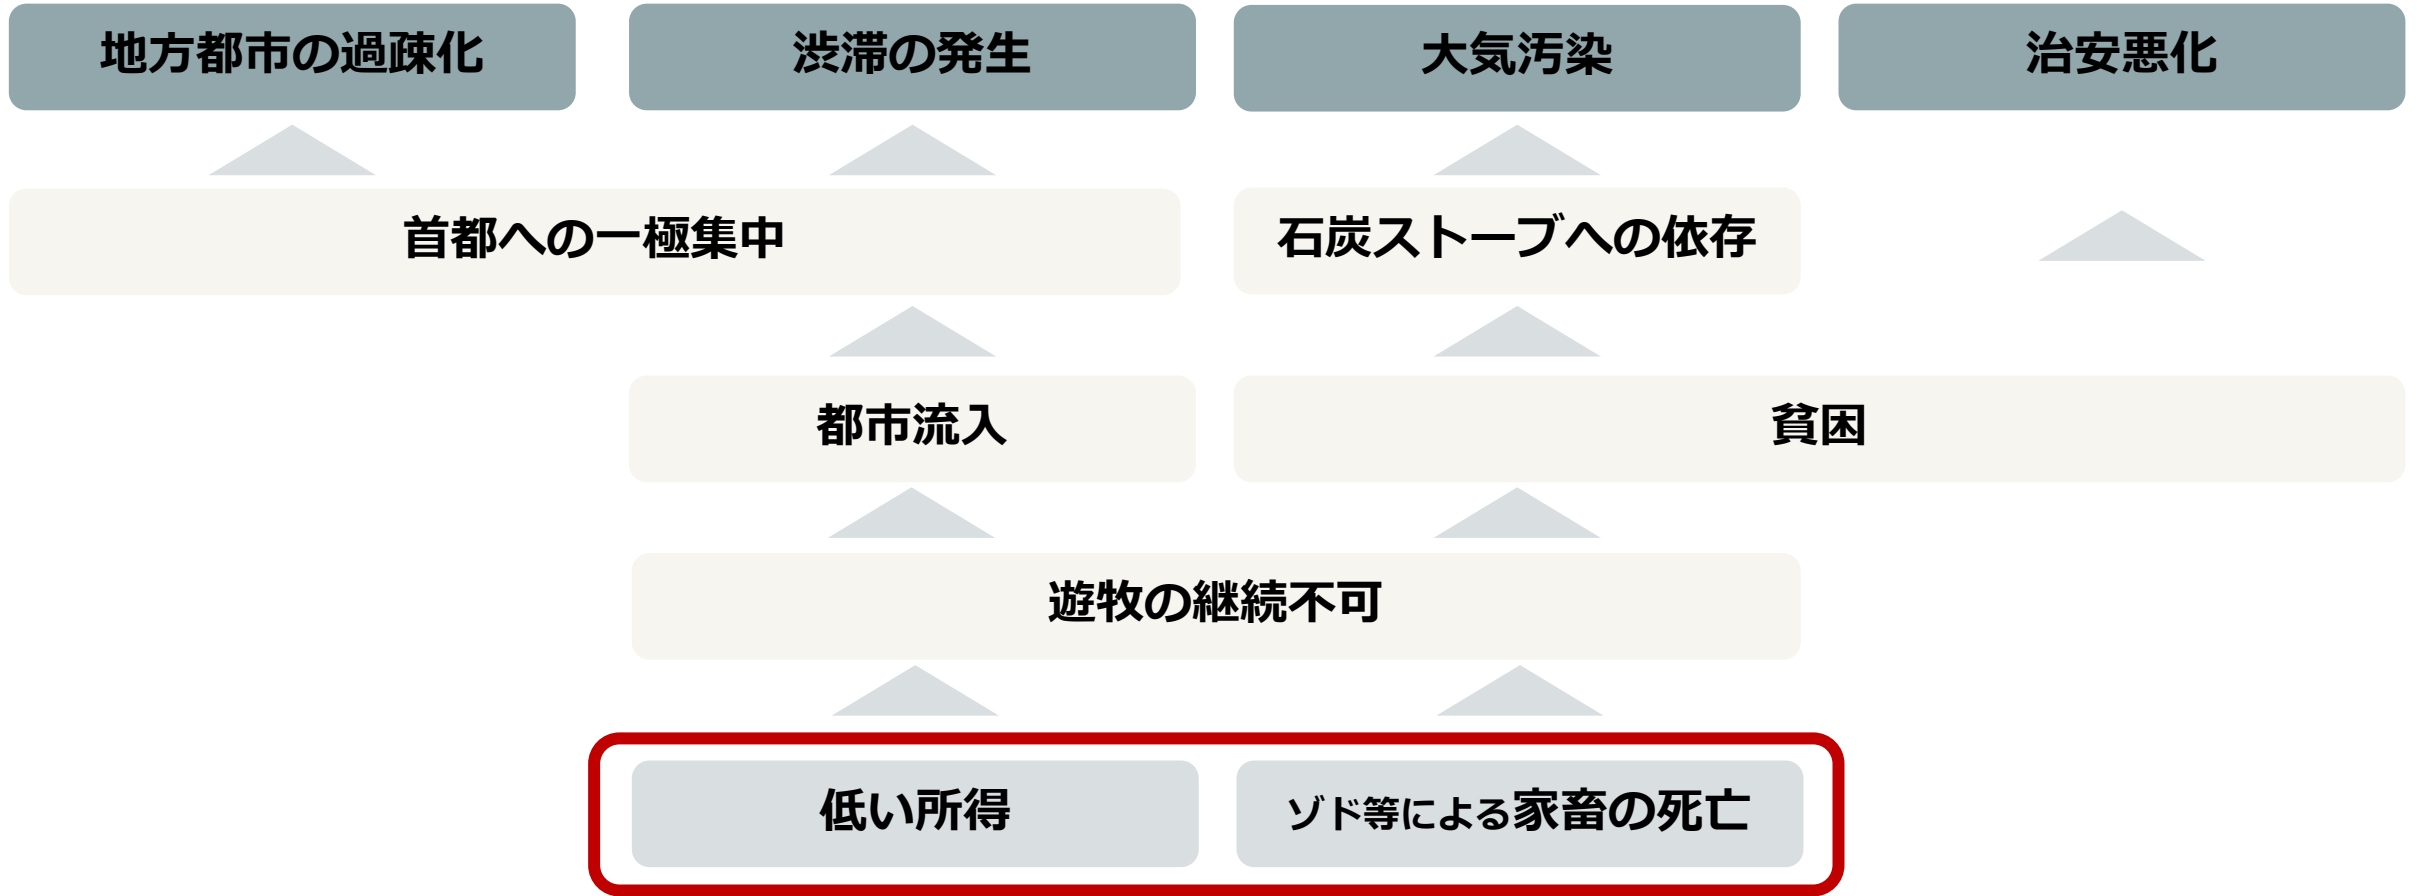 地方都市の過疎化
渋滞の発生
大気汚染
治安悪化
首都への一極集中
石炭ストーブへの依存
都市流入
貧困
遊牧の継続不可
低い所得
ゾド等による家畜の死亡